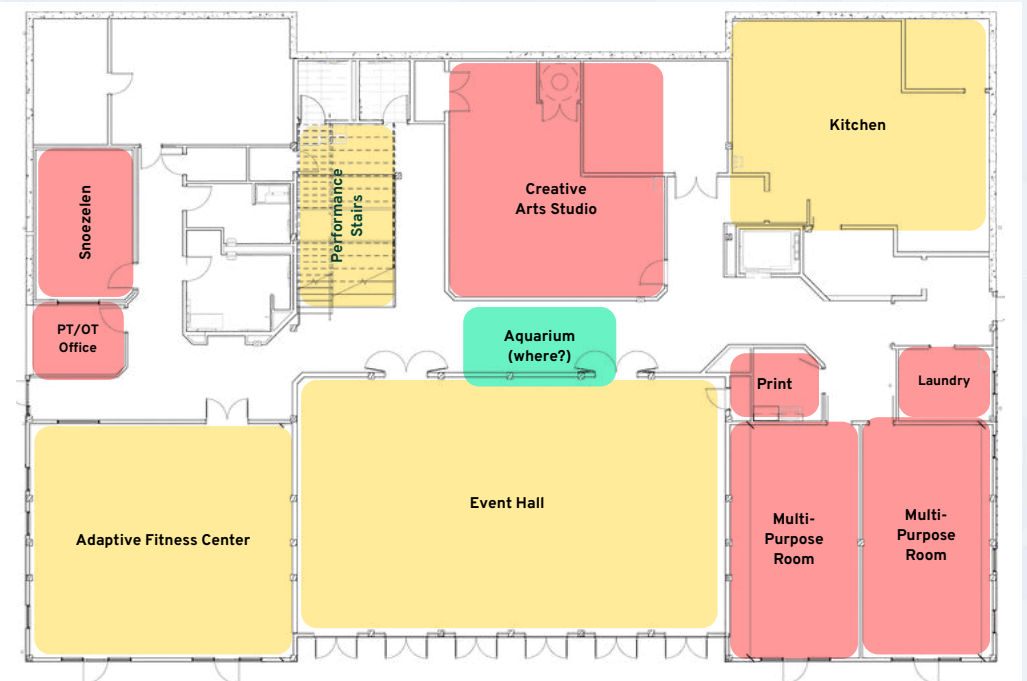 Kitchen
Creative
Arts Studio
Snoezelen
Performance
Stairs
PT/OT
Office
Aquarium
(where?)
Print
Laundry
Event Hall
Adaptive Fitness Center
Multi-
Purpose
Room
Multi-
Purpose
Room